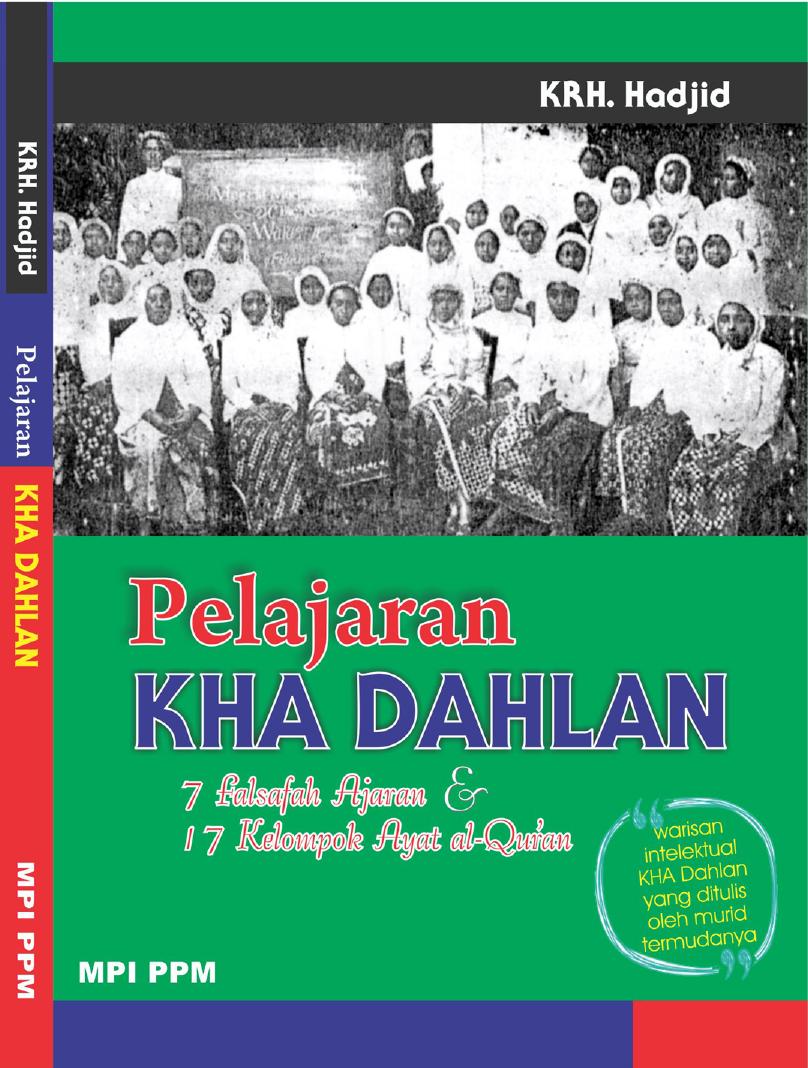 KRH. Hadjid
Pelajaran
KHA DAHLAN
MPI PPM
KRH. Hadjid
Pelajaran
KHA DAHLAN
7 Falsafah Ajaran &
17 Kelompok Ayat al-Qur'an
“warisan
intelektual
KHA Dahlan
yang ditulis
oleh murid
termudanya”
MPI PPM